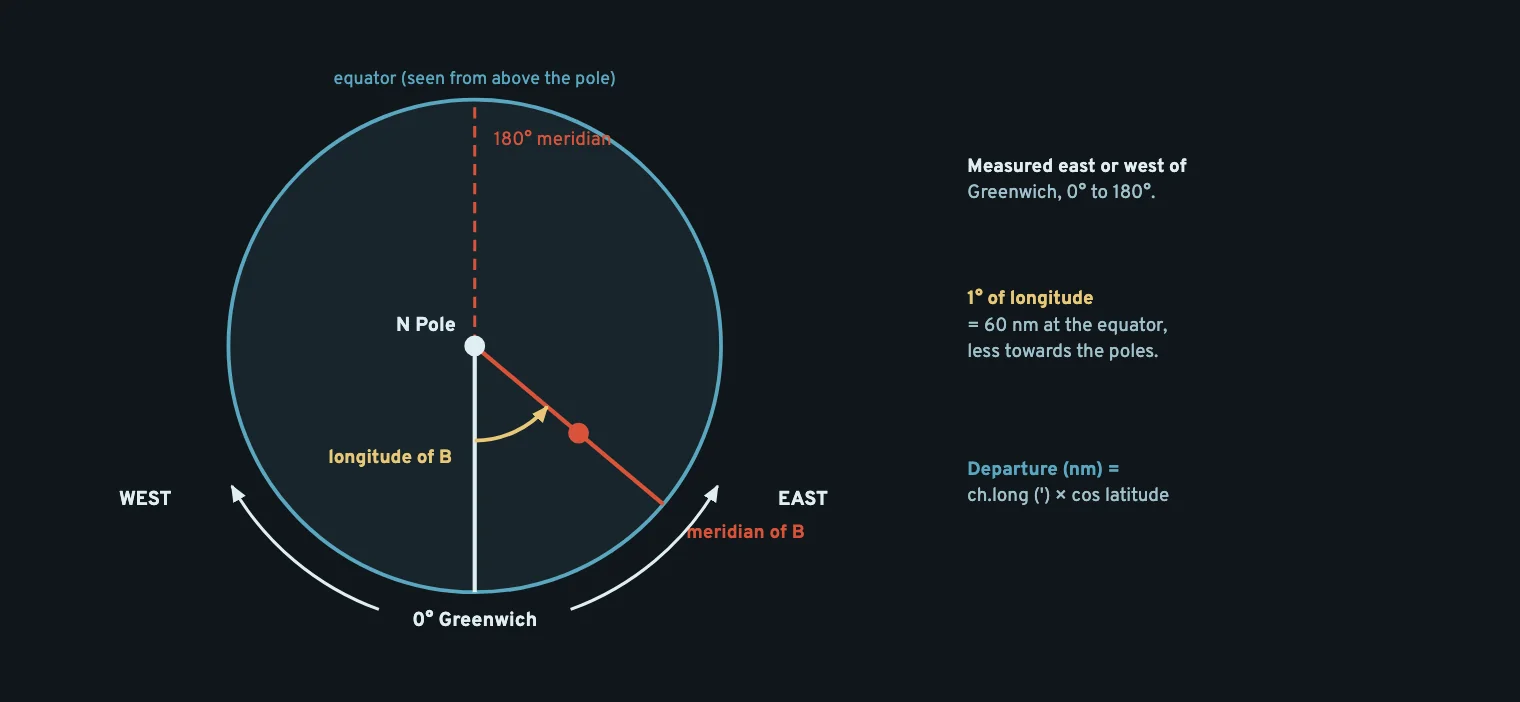 equator (seen from above the pole)
180° meridian
N Pole
longitude of B
WEST
EAST
meridian of B
0° Greenwich
Measured east or west of
Greenwich, 0° to 180°.
1° of longitude
= 60 nm at the equator,
less towards the poles.
Departure (nm) =
ch.long (') × cos latitude